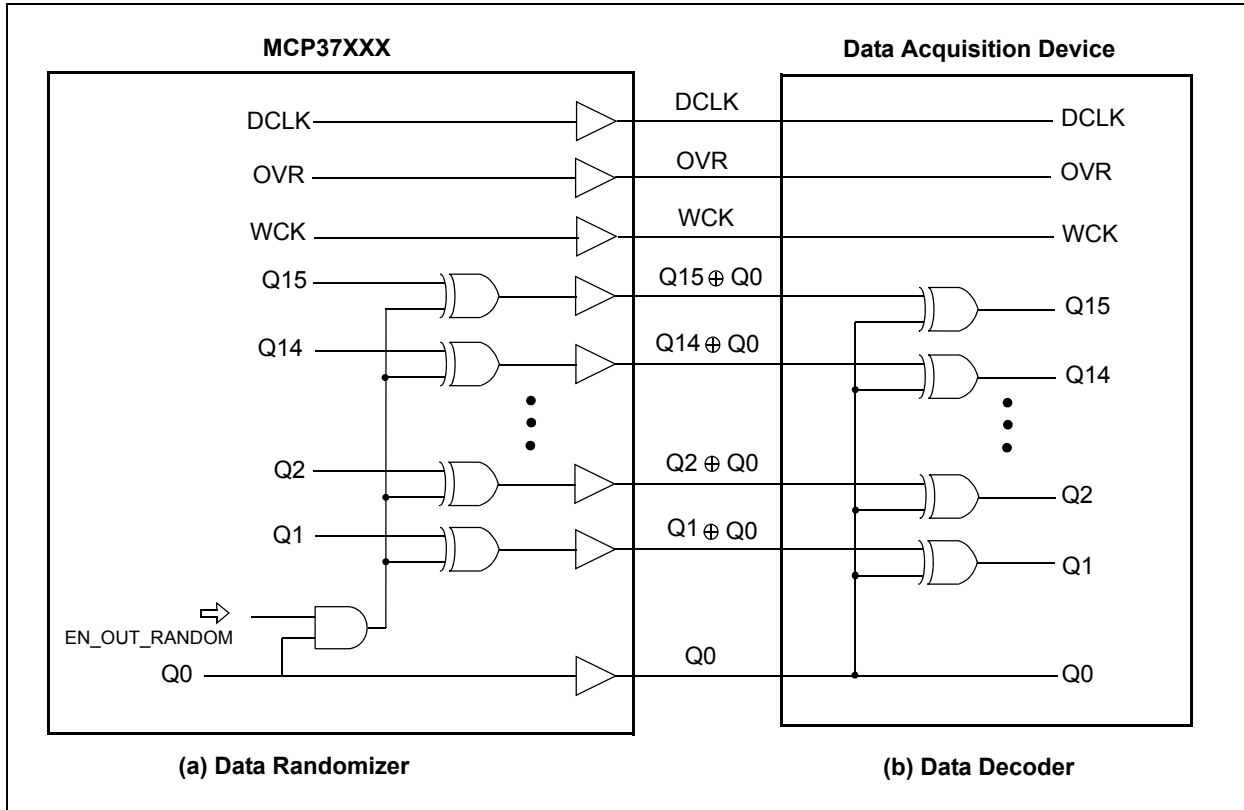 MCP37XXX
Data Acquisition Device
DCLK
DCLK
DCLK
OVR
OVR
OVR
WCK
WCK
WCK
Q15
Q15 ⊕ Q0
Q15
Q14
Q14 ⊕ Q0
Q14
Q2
Q2 ⊕ Q0
Q2
Q1
Q1 ⊕ Q0
Q1
EN_OUT_RANDOM
Q0
Q0
Q0
(a) Data Randomizer
(b) Data Decoder